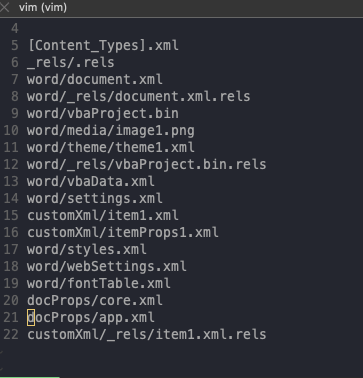 vim (vim)
4
5 [Content_Types].xml
6 _rels/.rels
7 word/document.xml
8 word/_rels/document.xml.rels
9 word/vbaProject.bin
10 word/media/image1.png
11 word/theme/theme1.xml
12 word/_rels/vbaProject.bin.rels
13 word/vbaData.xml
14 word/settings.xml
15 customXml/item1.xml
16 customXml/itemProps1.xml
17 word/styles.xml
18 word/webSettings.xml
19 word/fontTable.xml
20 docProps/core.xml
21 docProps/app.xml
22 customXml/_rels/item1.xml.rels